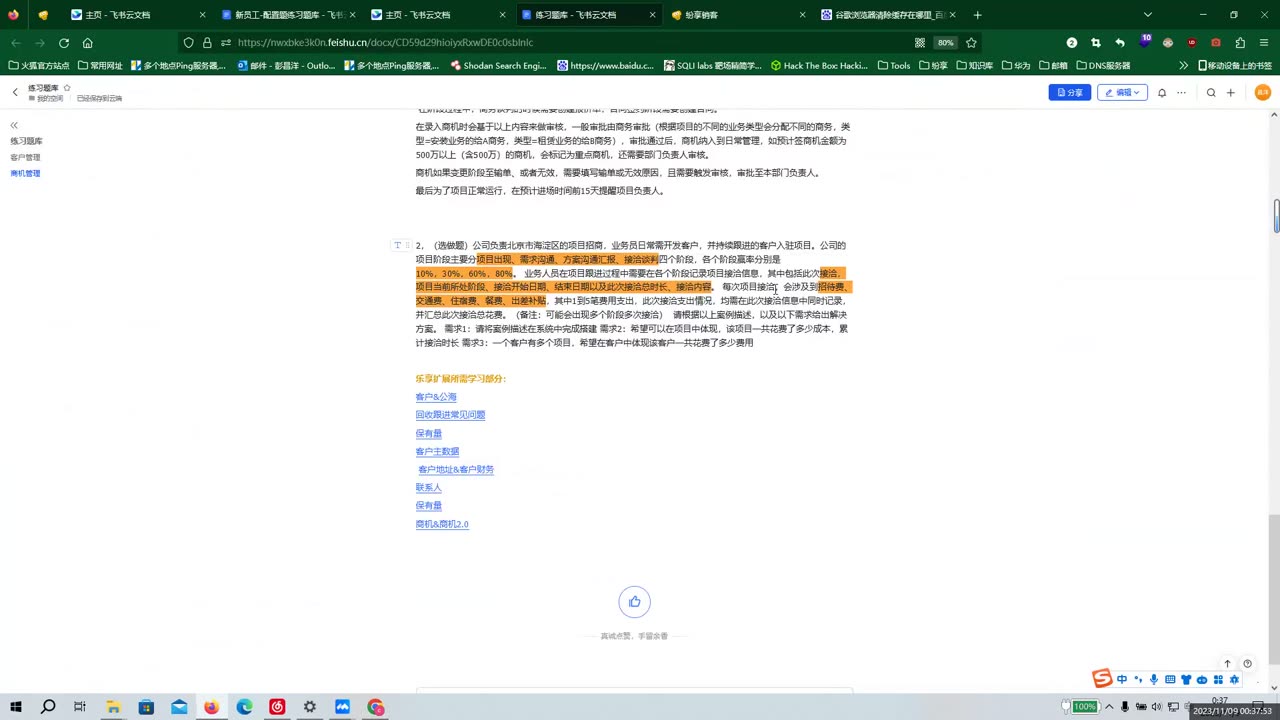 主页 - 飞书云文档
新员工-配置题练习题库 - 飞书云
主页 - 飞书云文档
练习题库 - 飞书云文档
纷享销客
谷歌浏览器清除缓存在哪里_百
https://nwxbke3k0n.feishu.cn/docx/CD59d29hioiyxRxwDE0c0sbInIc
80%
2
10
火狐官方站点
常用网址
多个地点Ping服务器,...
邮件 - 彭昌洋 - Outlo...
多个地点Ping服务器,...
Shodan Search Eng...
https://www.baidu.c...
SQLI labs 靶场精简...
Hack The Box: Hacki...
Tools
纷享
知识库
华为
邮箱
DNS服务器
移动设备上的书签
练习题库
我的空间
已经保存到云端
分享
编辑
练习题库
客户管理
商机管理
在录入商机时会基于以上内容来做审核，一般审批由商务审批（根据项目的不同的业务类型会分配不同的商务，类
型=安装业务的给A商务，类型=租赁业务的给B商务），审批通过后，商机纳入到日常管理，如预计签商机金额为
500万以上（含500万）的商机，会标记为重点商机，还需要部门负责人审核。
商机如果变更阶段至输单、或者无效，需要填写输单或无效原因，且需要触发审核，审批至本部门负责人。
最后为了项目正常运行，在预计进场时间前15天提醒项目负责人。
2，（选做题）公司负责北京市海淀区的项目招商，业务员日常需开发客户，并持续跟进的客户入驻项目。公司的
项目阶段主要分项目出现、需求沟通、方案沟通汇报、接洽谈判四个阶段，各个阶段赢率分别是
10%，30%，60%，80%。 业务人员在项目跟进过程中需要在各个阶段记录项目接洽信息，其中包括此次接洽，
项目当前所处阶段、接洽开始日期、结束日期以及此次接洽总时长、接洽内容。 每次项目接洽，会涉及到招待费、
交通费、住宿费、餐费、出差补贴，其中1到5笔费用支出，此次接洽支出情况，均需在此次接洽信息中同时记录，
并汇总此次接洽总花费。（备注：可能会出现多个阶段多次接洽） 请根据以上案例描述，以及以下需求给出解决
方案。 需求1：请将案例描述在系统中完成搭建 需求2：希望可以在项目中体现，该项目一共花费了多少成本，累
计接洽时长 需求3：一个客户有多个项目，希望在客户中体现该客户一共花费了多少费用
乐享扩展所需学习部分：
客户&公海
回收跟进常见问题
保有量
客户主数据
客户地址&客户财务
联系人
保有量
商机&商机2.0
真诚点赞，手留余香
中
100%
0:37
2023/11/09 00:37:53